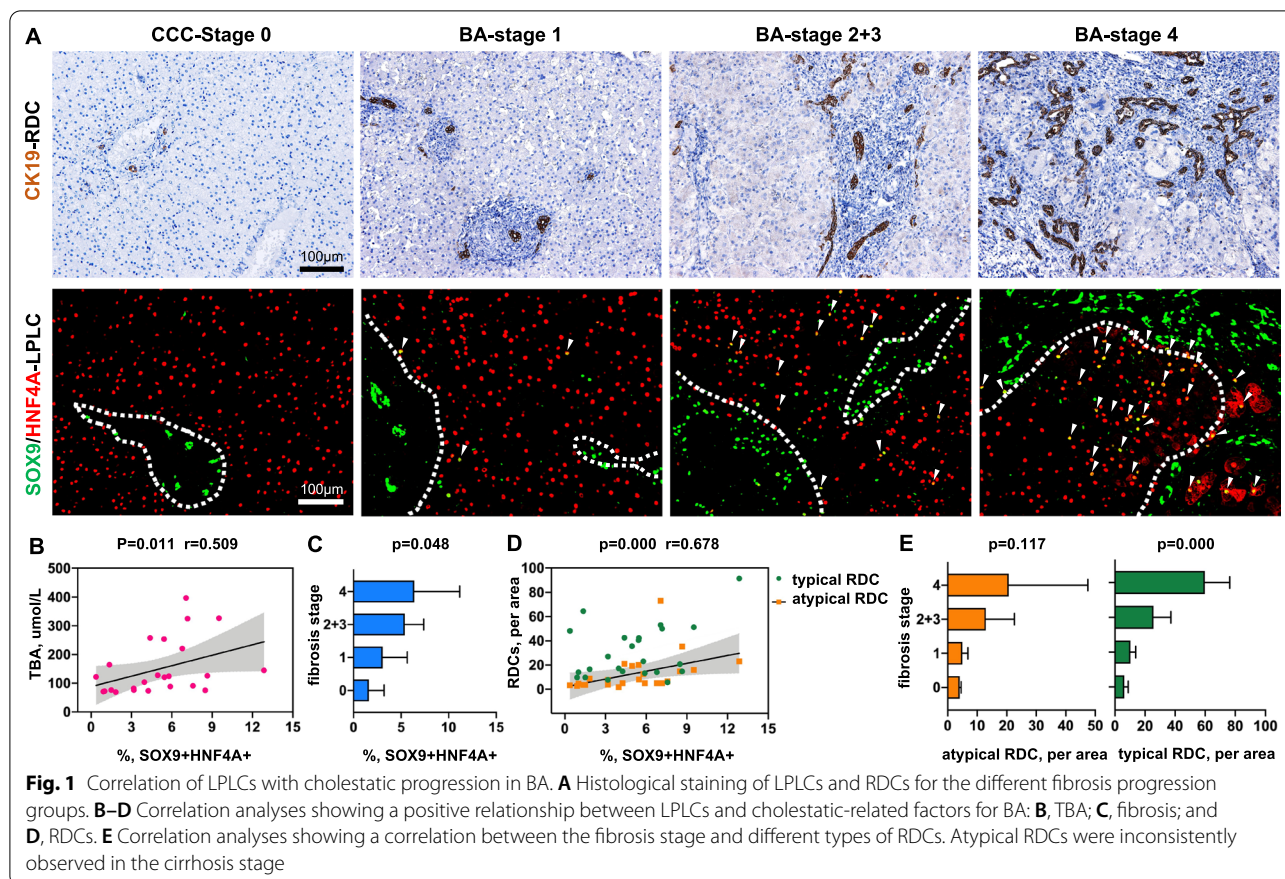 A
CCC-Stage 0
BA-stage 1
BA-stage 2+3
BA-stage 4
CK19-RDC
100µm
SOX9/HNF4A-LPLC
100µm
B
P=0.011 r=0.509
TBA, umol/L
500
400
300
200
100
0
0 3 6 9 12 15
%, SOX9+HNF4A+
C
p=0.048
fibrosis stage
4
2+3
1
0
0 5 10 15
%, SOX9+HNF4A+
D
p=0.000 r=0.678
RDCs, per area
100
80
60
40
20
0
0 3 6 9 12 15
%, SOX9+HNF4A+
typical RDC
atypical RDC
E
p=0.117
fibrosis stage
4
2+3
1
0
0 10 20 30 40 50
atypical RDC, per area
p=0.000
0 20 40 60 80 100
typical RDC, per area
Fig. 1 Correlation of LPLCs with cholestatic progression in BA. A Histological staining of LPLCs and RDCs for the different fibrosis progression
groups. B–D Correlation analyses showing a positive relationship between LPLCs and cholestatic-related factors for BA: B, TBA; C, fibrosis; and
D, RDCs. E Correlation analyses showing a correlation between the fibrosis stage and different types of RDCs. Atypical RDCs were inconsistently
observed in the cirrhosis stage